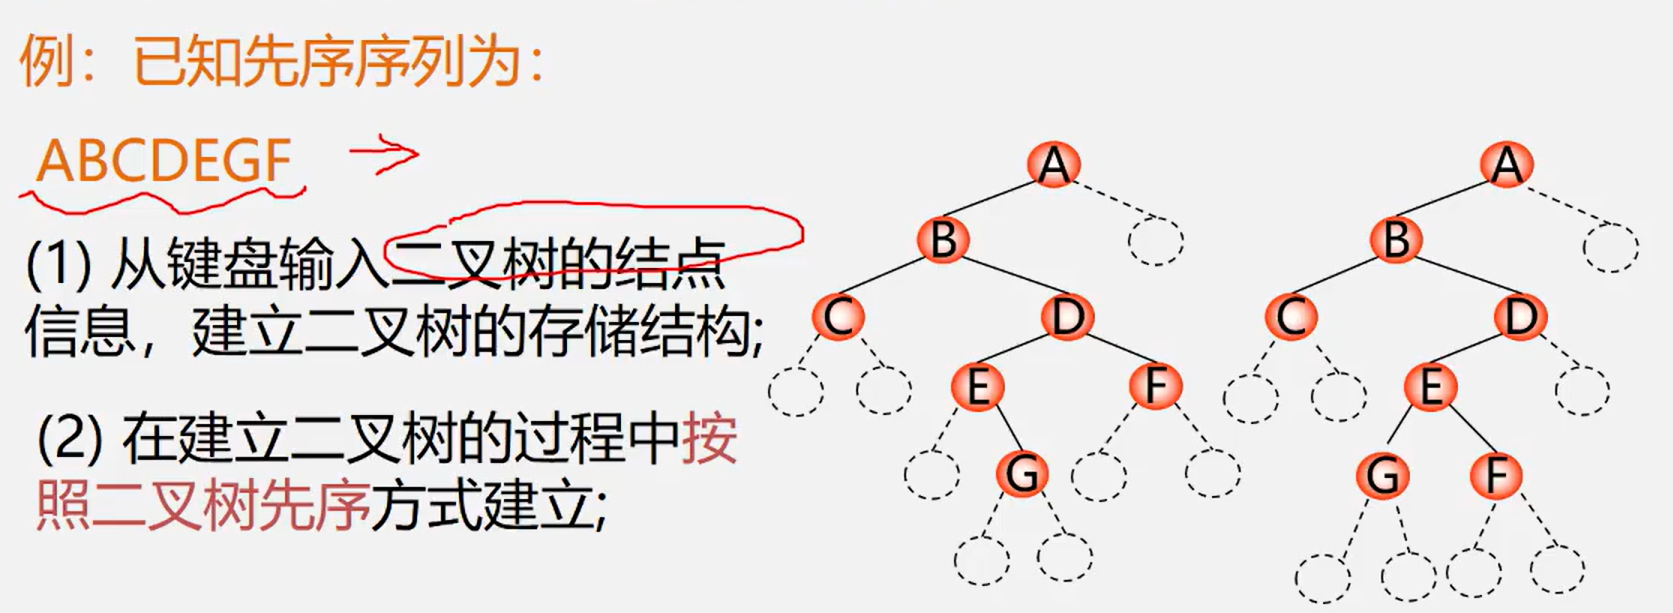 例：已知先序序列为：
ABCDEGF
(1) 从键盘输入二叉树的结点
信息，建立二叉树的存储结构;
(2) 在建立二叉树的过程中按
照二叉树先序方式建立;
A
B
C D
E F
G
A
B
C D
E
G F